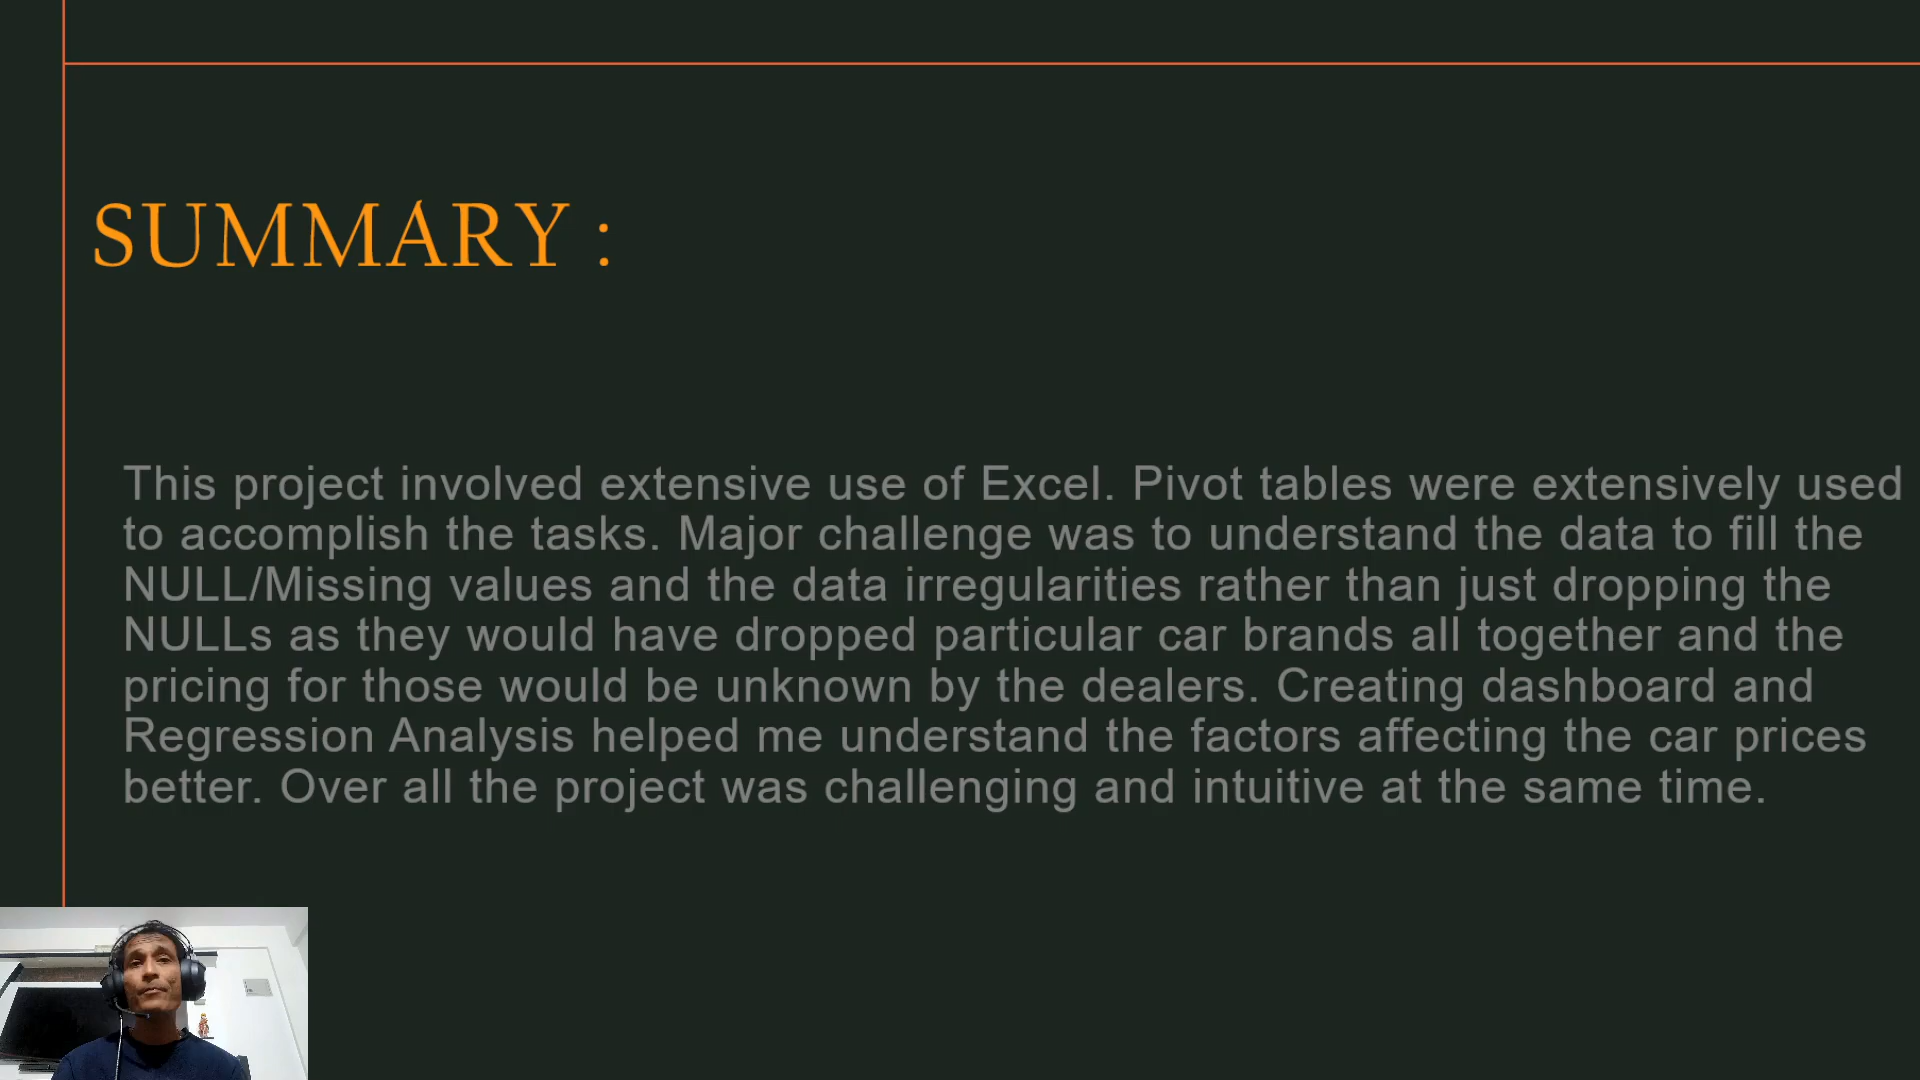 SUMMARY :
This project involved extensive use of Excel. Pivot tables were extensively used
to accomplish the tasks. Major challenge was to understand the data to fill the
NULL/Missing values and the data irregularities rather than just dropping the
NULLs as they would have dropped particular car brands all together and the
pricing for those would be unknown by the dealers. Creating dashboard and
Regression Analysis helped me understand the factors affecting the car prices
better. Over all the project was challenging and intuitive at the same time.